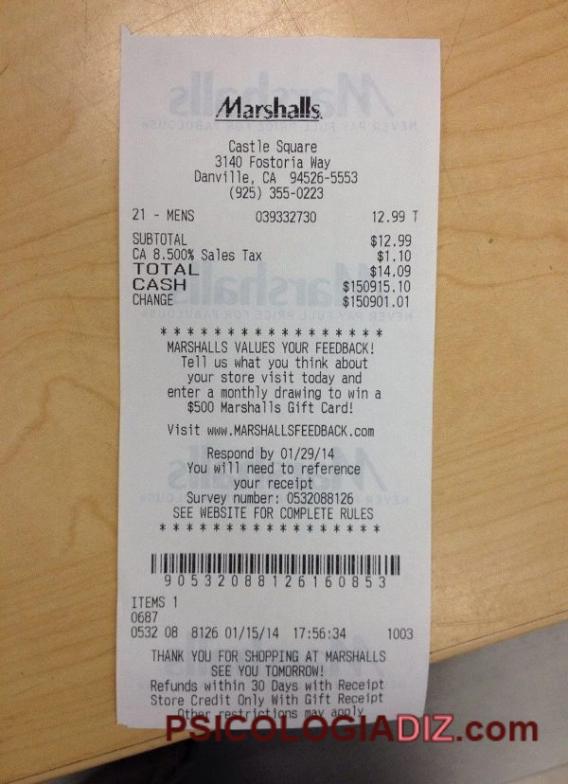 Marshalls.
Castle Square
3140 Fostoria Way
Danville, CA 94526-5553
(925) 355-0223
21 - MENS 039332730 12.99 T
SUBTOTAL $12.99
CA 8.500% Sales Tax $1.10
TOTAL $14.09
CASH $150915.10
CHANGE $150901.01
* * * * * * * * * * * * * * * * *
MARSHALLS VALUES YOUR FEEDBACK!
Tell us what you think about
your store visit today and
enter a monthly drawing to win a
$500 Marshalls Gift Card!
Visit www.MARSHALLSFEEDBACK.com
Respond by 01/29/14
You will need to reference
your receipt
Survey number: 0532088126
SEE WEBSITE FOR COMPLETE RULES
* * * * * * * * * * * * * * * * *
90532088126160853
ITEMS 1
0687
0532 08 8126 01/15/14 17:56:34 1003
THANK YOU FOR SHOPPING AT MARSHALLS
SEE YOU TOMORROW!
Refunds within 30 Days with Receipt
Store Credit Only With Gift Receipt
Other restrictions may apply
PSICOLOGIADIZ.com